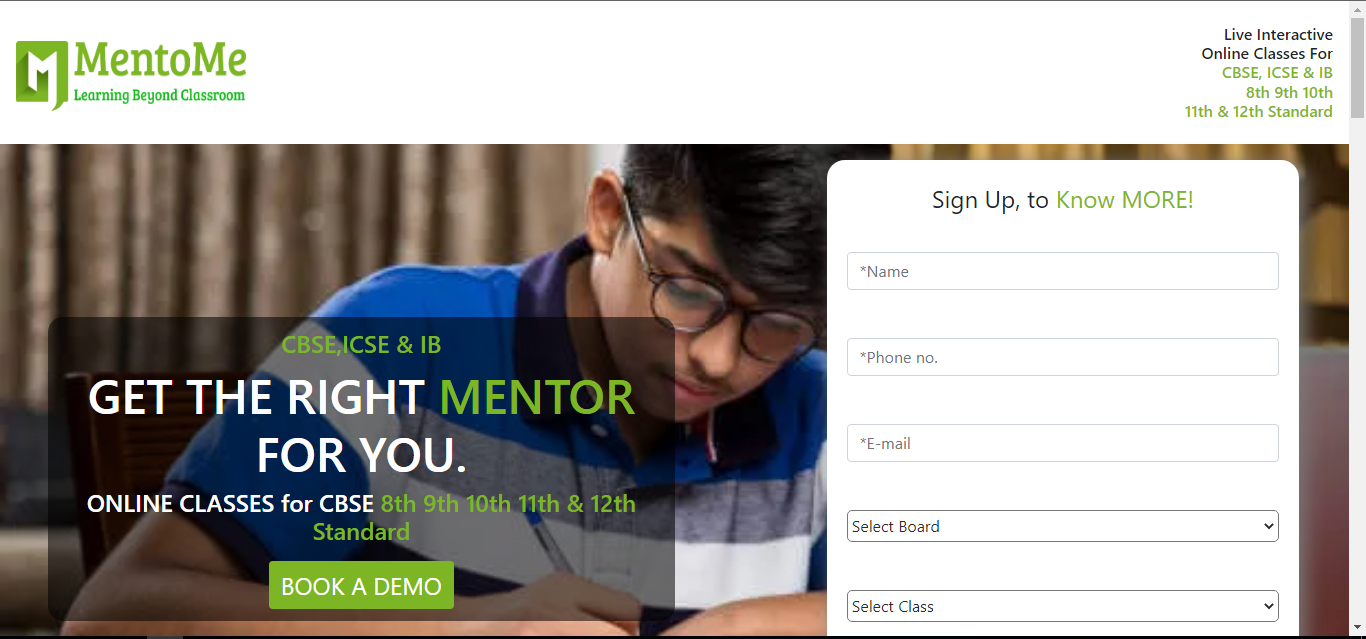 MentoMe
Learning Beyond Classroom
Live Interactive
Online Classes For
CBSE, ICSE & IB
8th 9th 10th
11th & 12th Standard
CBSE,ICSE & IB
GET THE RIGHT MENTOR
FOR YOU.
ONLINE CLASSES for CBSE 8th 9th 10th 11th & 12th
Standard
BOOK A DEMO
Sign Up, to Know MORE!
*Name
*Phone no.
*E-mail
Select Board
Select Class